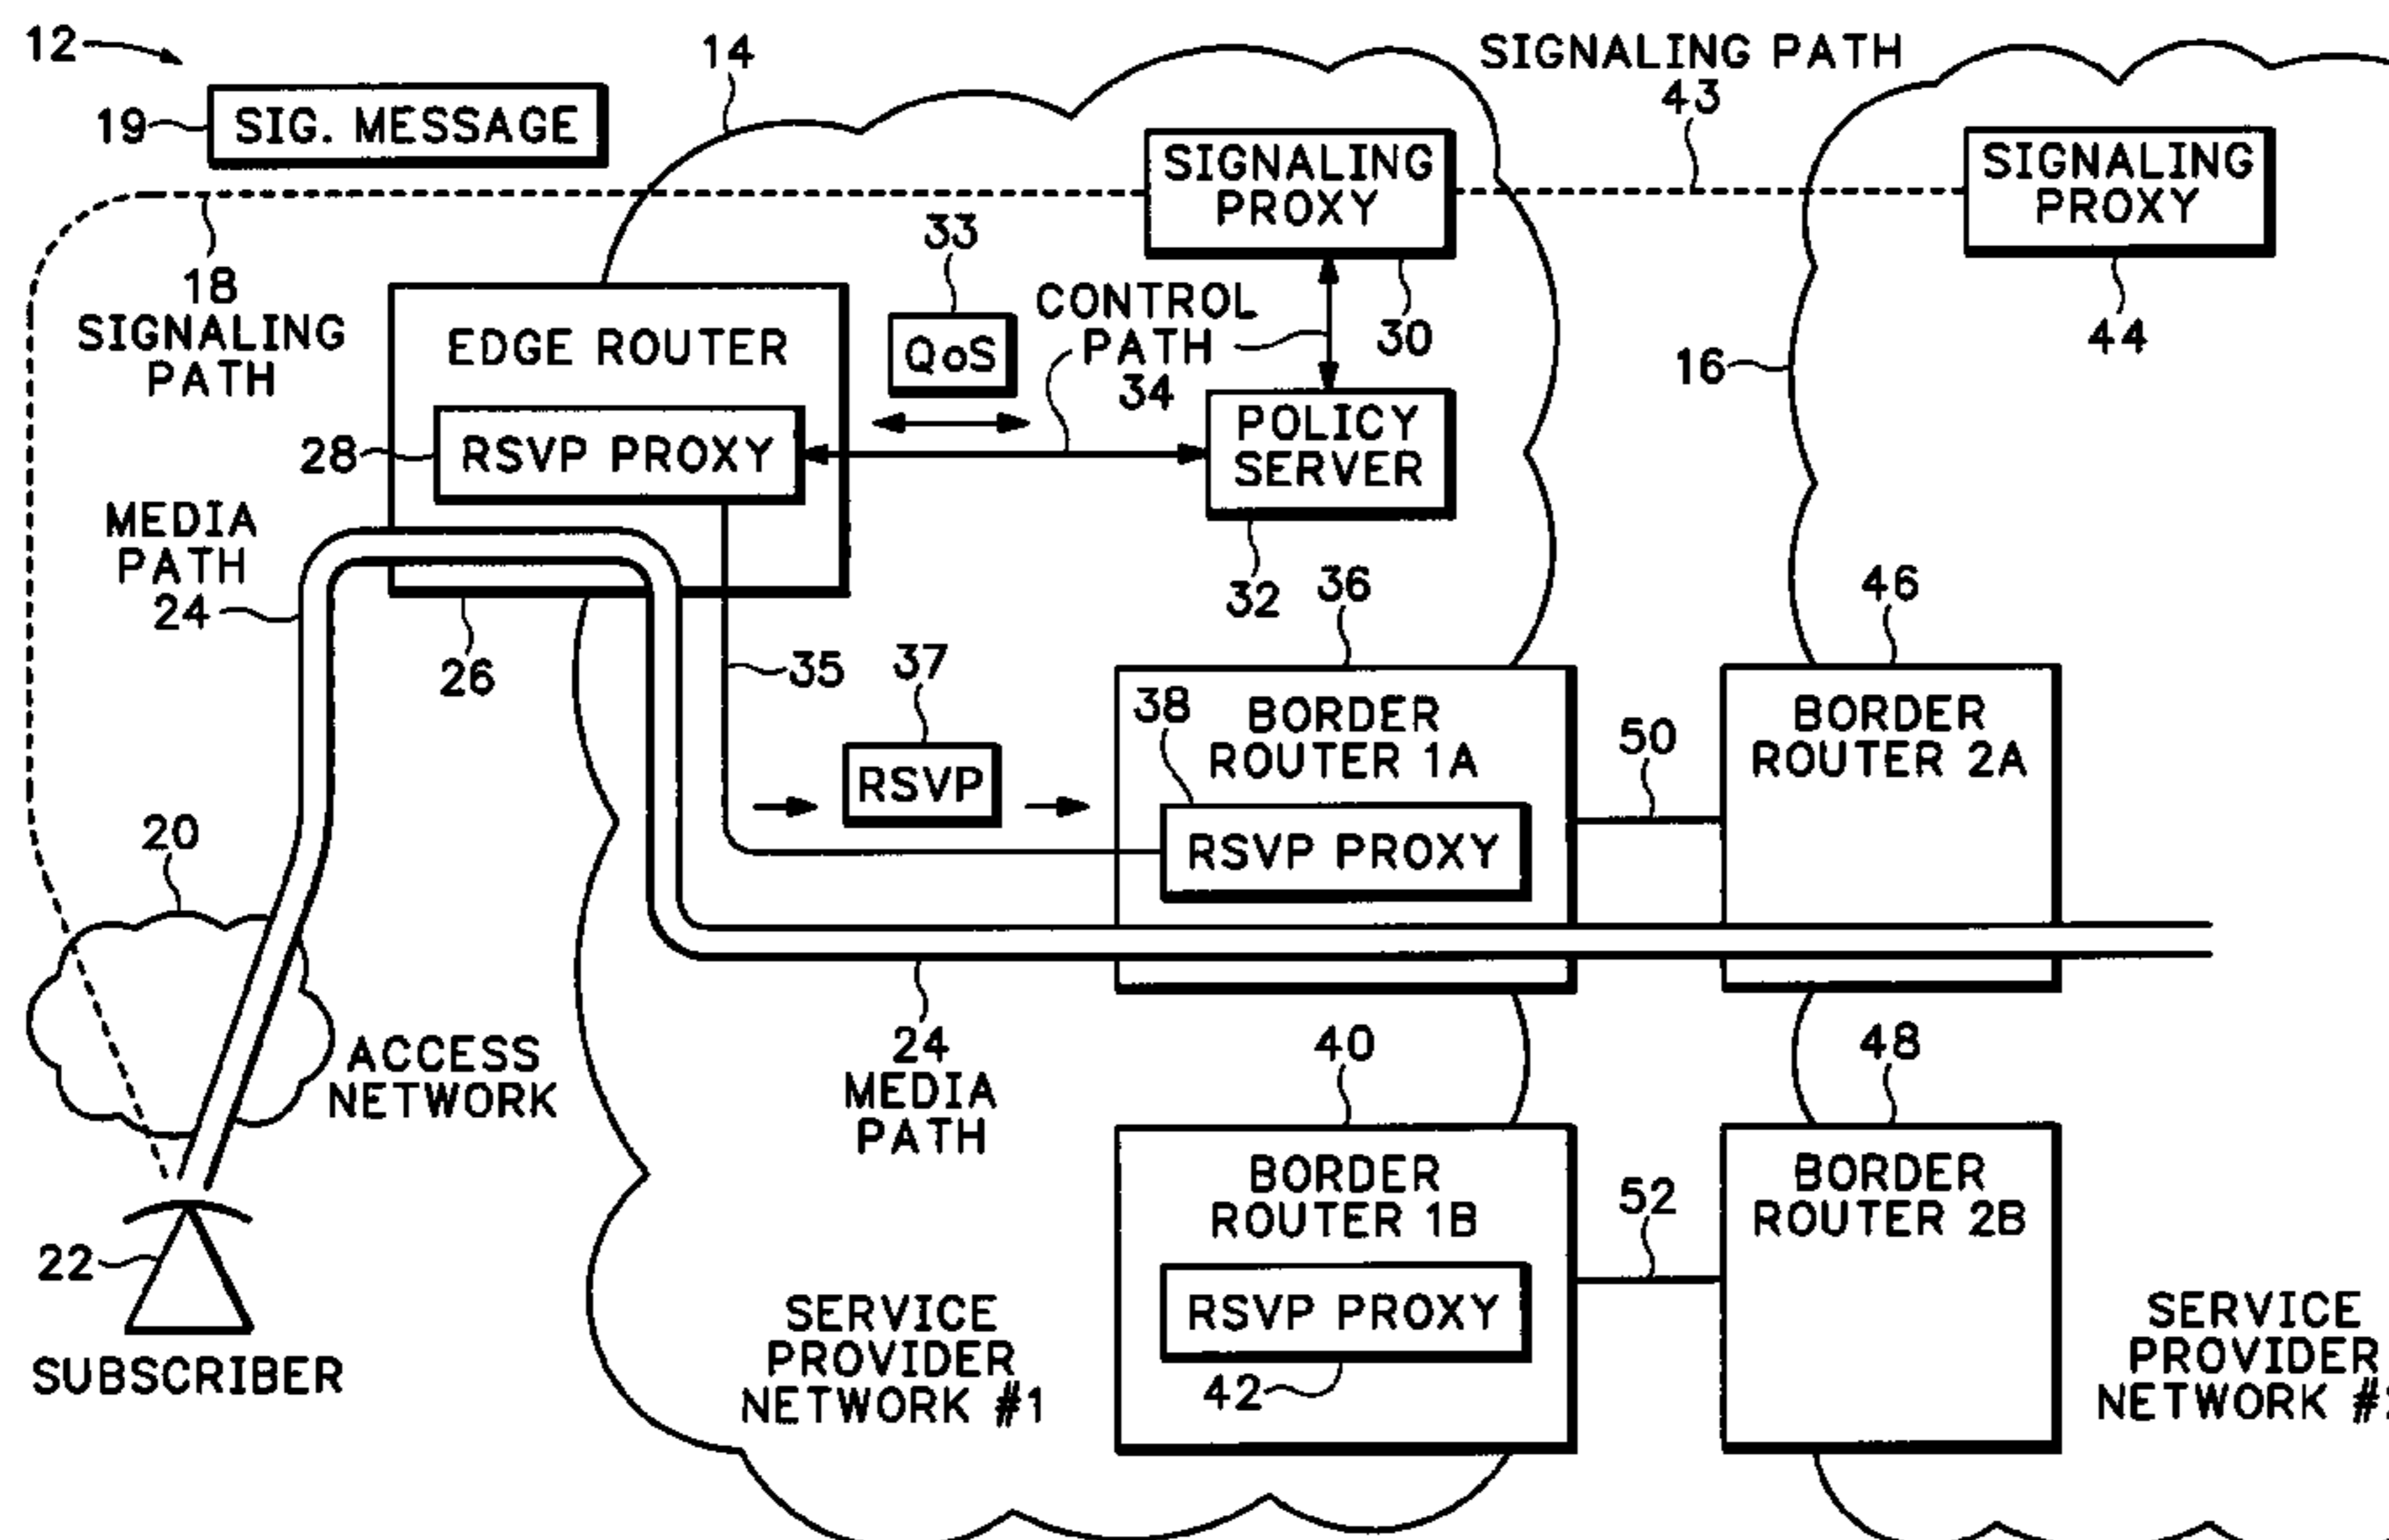 12
14
SIGNALING PATH
43
19
SIG. MESSAGE
SIGNALING
PROXY
SIGNALING
PROXY
33
18
SIGNALING
PATH
EDGE ROUTER
QoS
CONTROL
PATH
34
30
44
16
28
RSVP PROXY
POLICY
SERVER
MEDIA
PATH
24
26
32
36
46
35
37
38
BORDER
ROUTER 1A
50
BORDER
ROUTER 2A
RSVP
RSVP PROXY
20
ACCESS
NETWORK
24
MEDIA
PATH
40
48
BORDER
ROUTER 1B
52
BORDER
ROUTER 2B
22
SUBSCRIBER
RSVP PROXY
42
SERVICE
PROVIDER
NETWORK #1
SERVICE
PROVIDER
NETWORK #